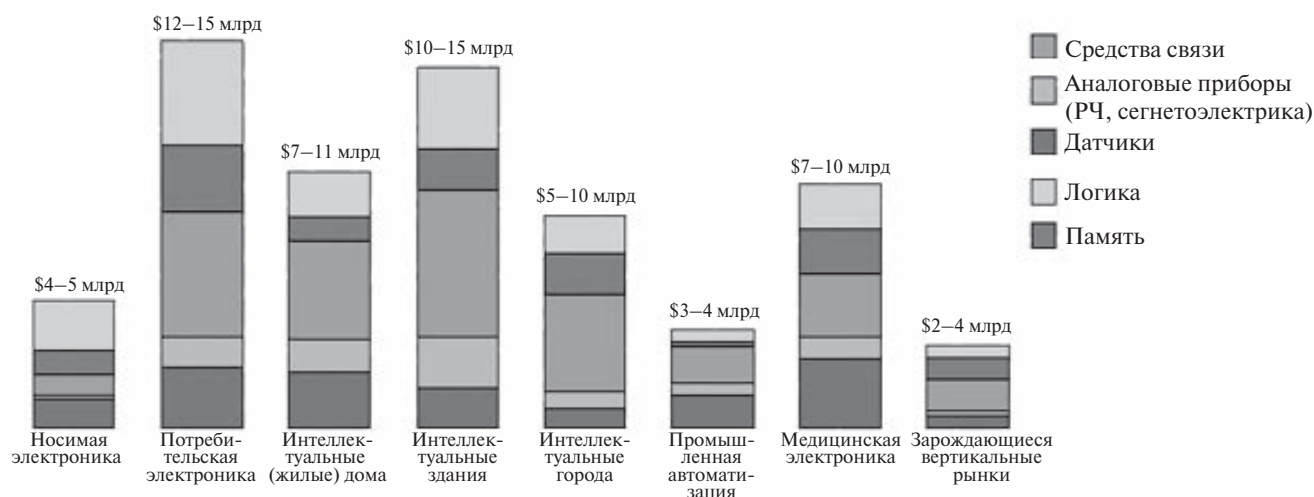 $12–15 млрд
$10–15 млрд
$7–11 млрд
$7–10 млрд
$5–10 млрд
$4–5 млрд
$3–4 млрд
$2–4 млрд
Средства связи
Аналоговые приборы
(РЧ, сегнетоэлектрика)
Датчики
Логика
Память
Носимая
электроника
Потреби-
тельская
электроника
Интеллек-
туальные
(жилые) дома
Интеллек-
туальные
здания
Интеллек-
туальные
города
Промыш-
ленная
автомати-
зация
Медицинская
электроника
Зарождающиеся
вертикальные
рынки